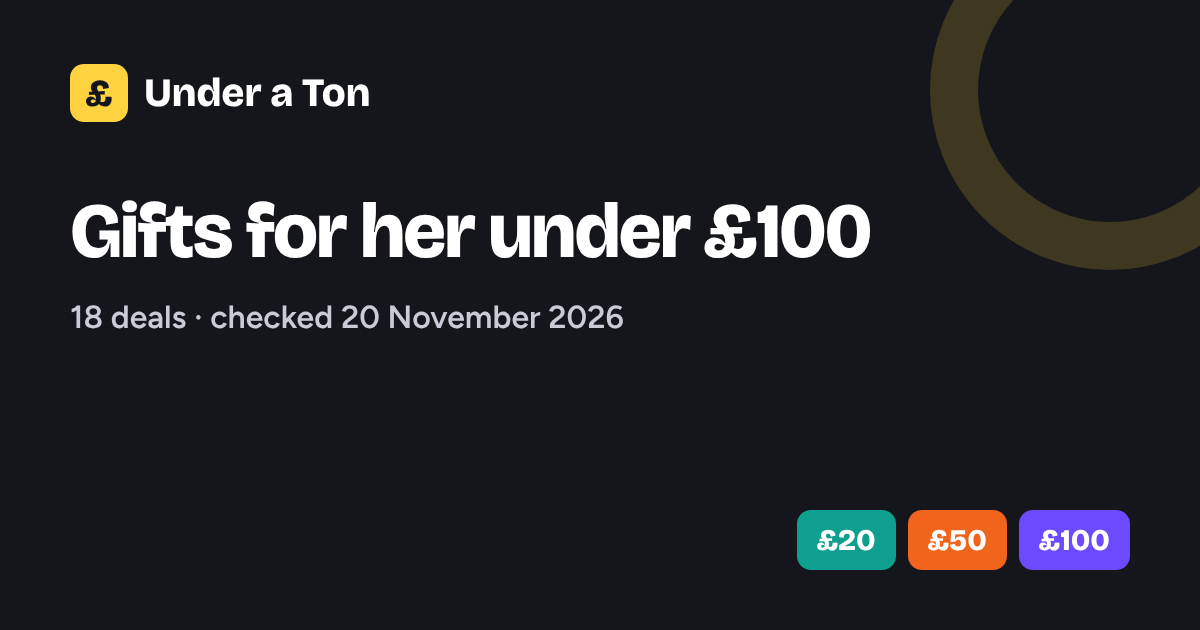 £ Under a Ton
Gifts for her under £100
18 deals · checked 20 November 2026
£20 £50 £100